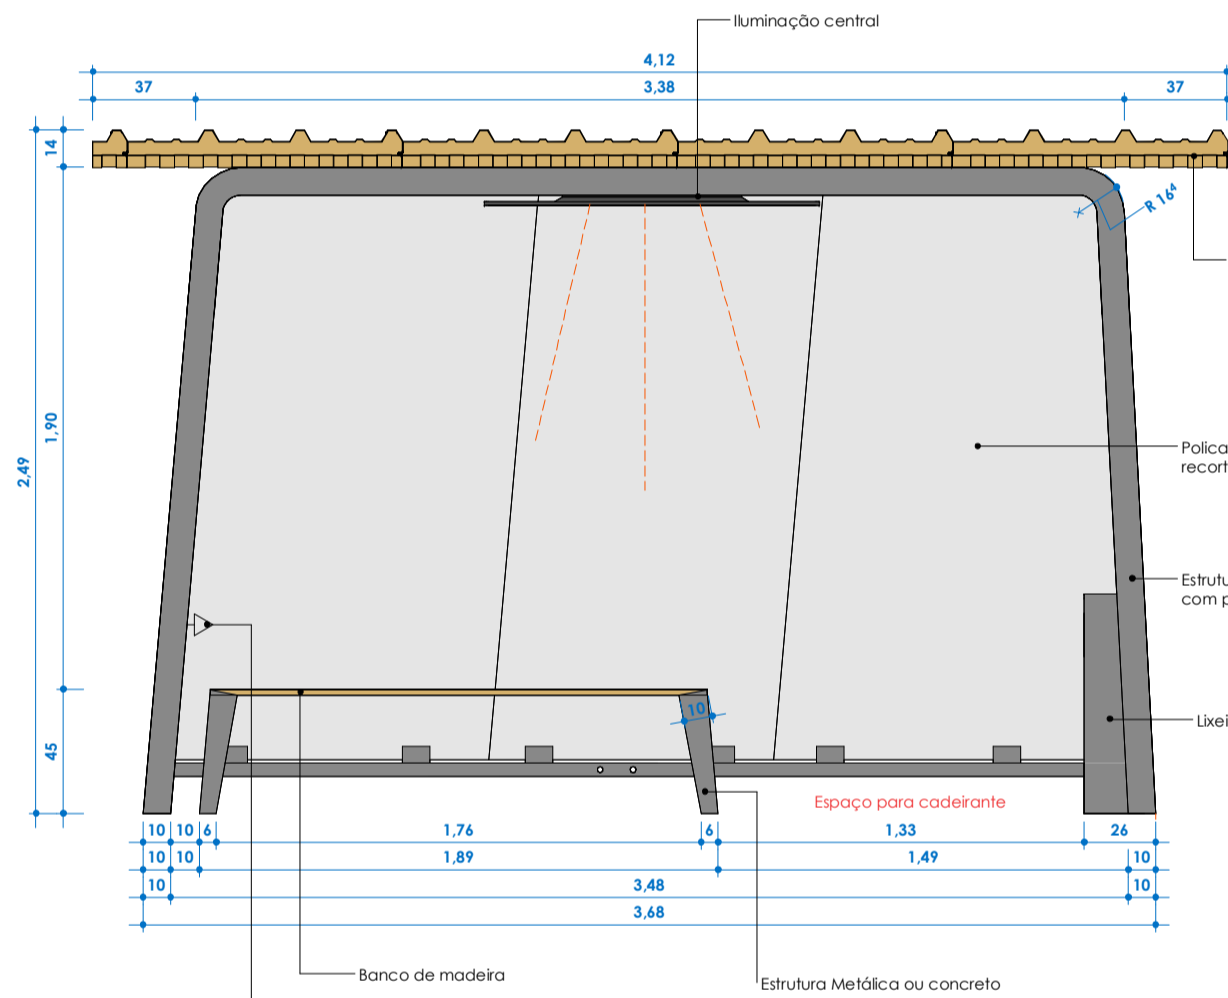 Iluminação central
4,12
37
3,38
37
14
R 16⁴
1,90
2,49
Polica
recort
Estrutu
com p
10
Lixei
45
Espaço para cadeirante
10
10
6
1,76
6
1,33
26
10
10
1,89
1,49
10
10
3,48
10
3,68
Banco de madeira
Estrutura Metálica ou concreto